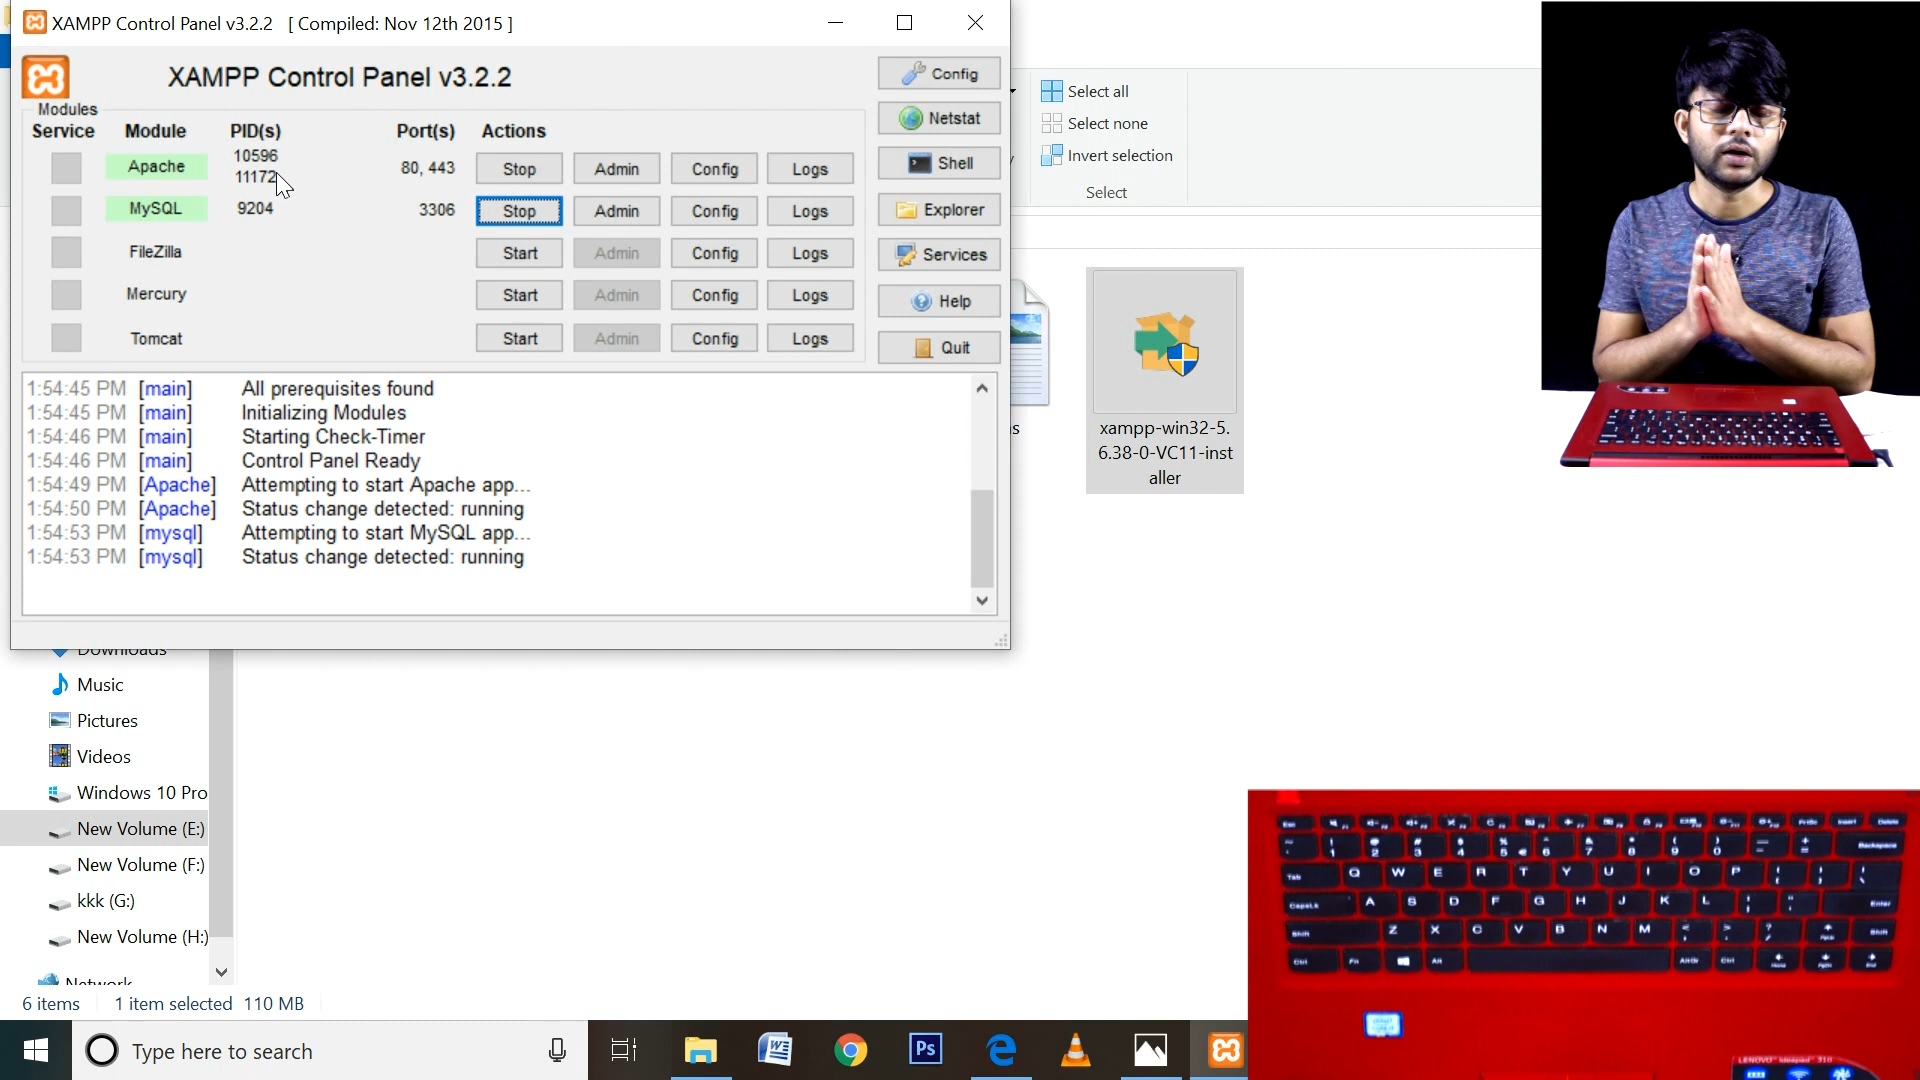 XAMPP Control Panel v3.2.2 [ Compiled: Nov 12th 2015 ]
XAMPP Control Panel v3.2.2
Modules
Service Module PID(s) Port(s) Actions
Apache 10596 11172 80, 443 Stop Admin Config Logs
MySQL 9204 3306 Stop Admin Config Logs
FileZilla Start Admin Config Logs
Mercury Start Admin Config Logs
Tomcat Start Admin Config Logs
Config
Netstat
Shell
Explorer
Services
Help
Quit
1:54:45 PM [main] All prerequisites found
1:54:45 PM [main] Initializing Modules
1:54:46 PM [main] Starting Check-Timer
1:54:46 PM [main] Control Panel Ready
1:54:49 PM [Apache] Attempting to start Apache app...
1:54:50 PM [Apache] Status change detected: running
1:54:53 PM [mysql] Attempting to start MySQL app...
1:54:53 PM [mysql] Status change detected: running
Select all
Select none
Invert selection
Select
xampp-win32-5.
6.38-0-VC11-inst
aller
Downloads
Music
Pictures
Videos
Windows 10 Pro
New Volume (E:)
New Volume (F:)
kkk (G:)
New Volume (H:)
Network
6 items 1 item selected 110 MB
Type here to search
Ps
Q W E R T Y U I O P
A S D F G H J K L
Z X C V B N M